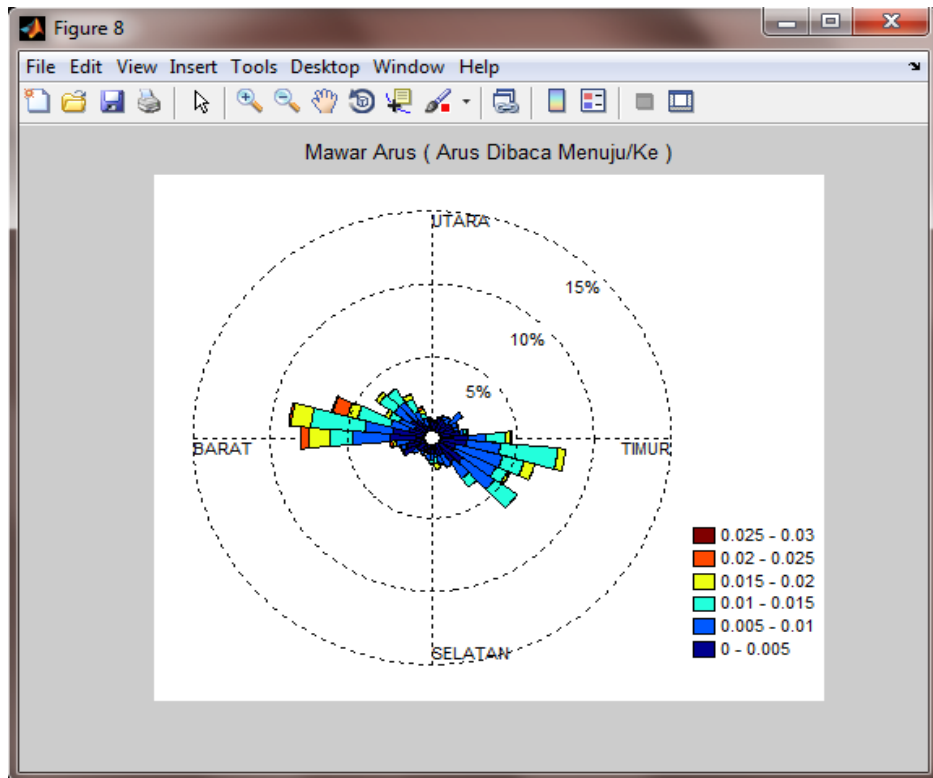 Figure 8
File Edit View Insert Tools Desktop Window Help
Mawar Arus ( Arus Dibaca Menuju/Ke )
UTARA
15%
10%
5%
BARAT
TIMUR
SELATAN
0.025 - 0.03
0.02 - 0.025
0.015 - 0.02
0.01 - 0.015
0.005 - 0.01
0 - 0.005